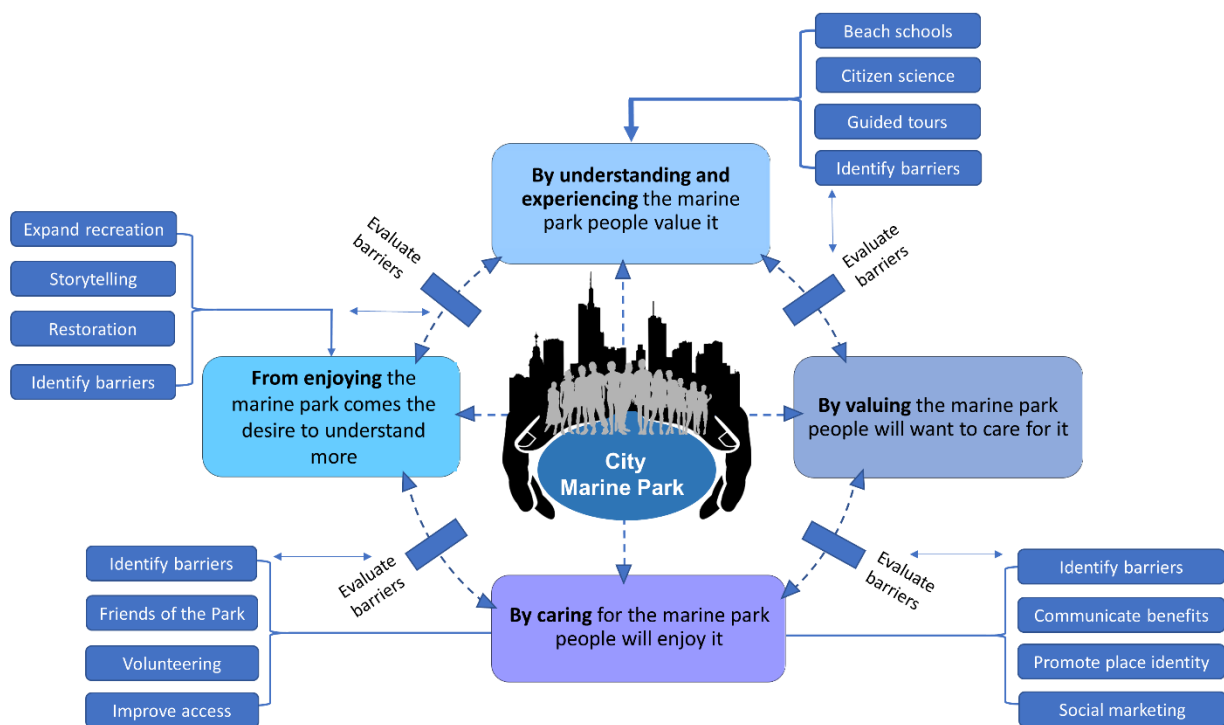 Beach schools
Citizen science
Guided tours
Identify barriers
By understanding and
experiencing the marine
park people value it
Evaluate
barriers
Evaluate
barriers
Expand recreation
Storytelling
Restoration
Identify barriers
From enjoying the
marine park comes the
desire to understand
more
City
Marine Park
By valuing the marine park
people will want to care for it
Identify barriers
Friends of the Park
Volunteering
Improve access
Evaluate
barriers
By caring for the marine park
people will enjoy it
Evaluate
barriers
Identify barriers
Communicate benefits
Promote place identity
Social marketing